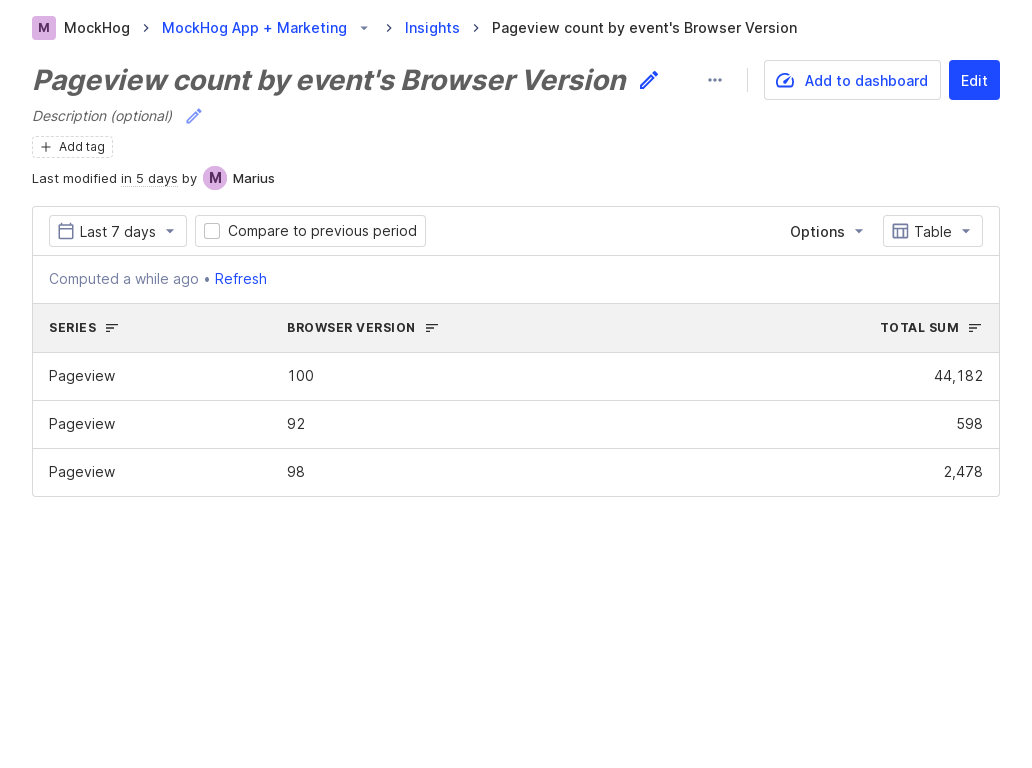 M MockHog MockHog App + Marketing Insights Pageview count by event's Browser Version
Pageview count by event's Browser Version Add to dashboard Edit
Description (optional)
Add tag
Last modified in 5 days by M Marius
Last 7 days Compare to previous period Options Table
Computed a while ago • Refresh
SERIES BROWSER VERSION TOTAL SUM
Pageview 100 44,182
Pageview 92 598
Pageview 98 2,478